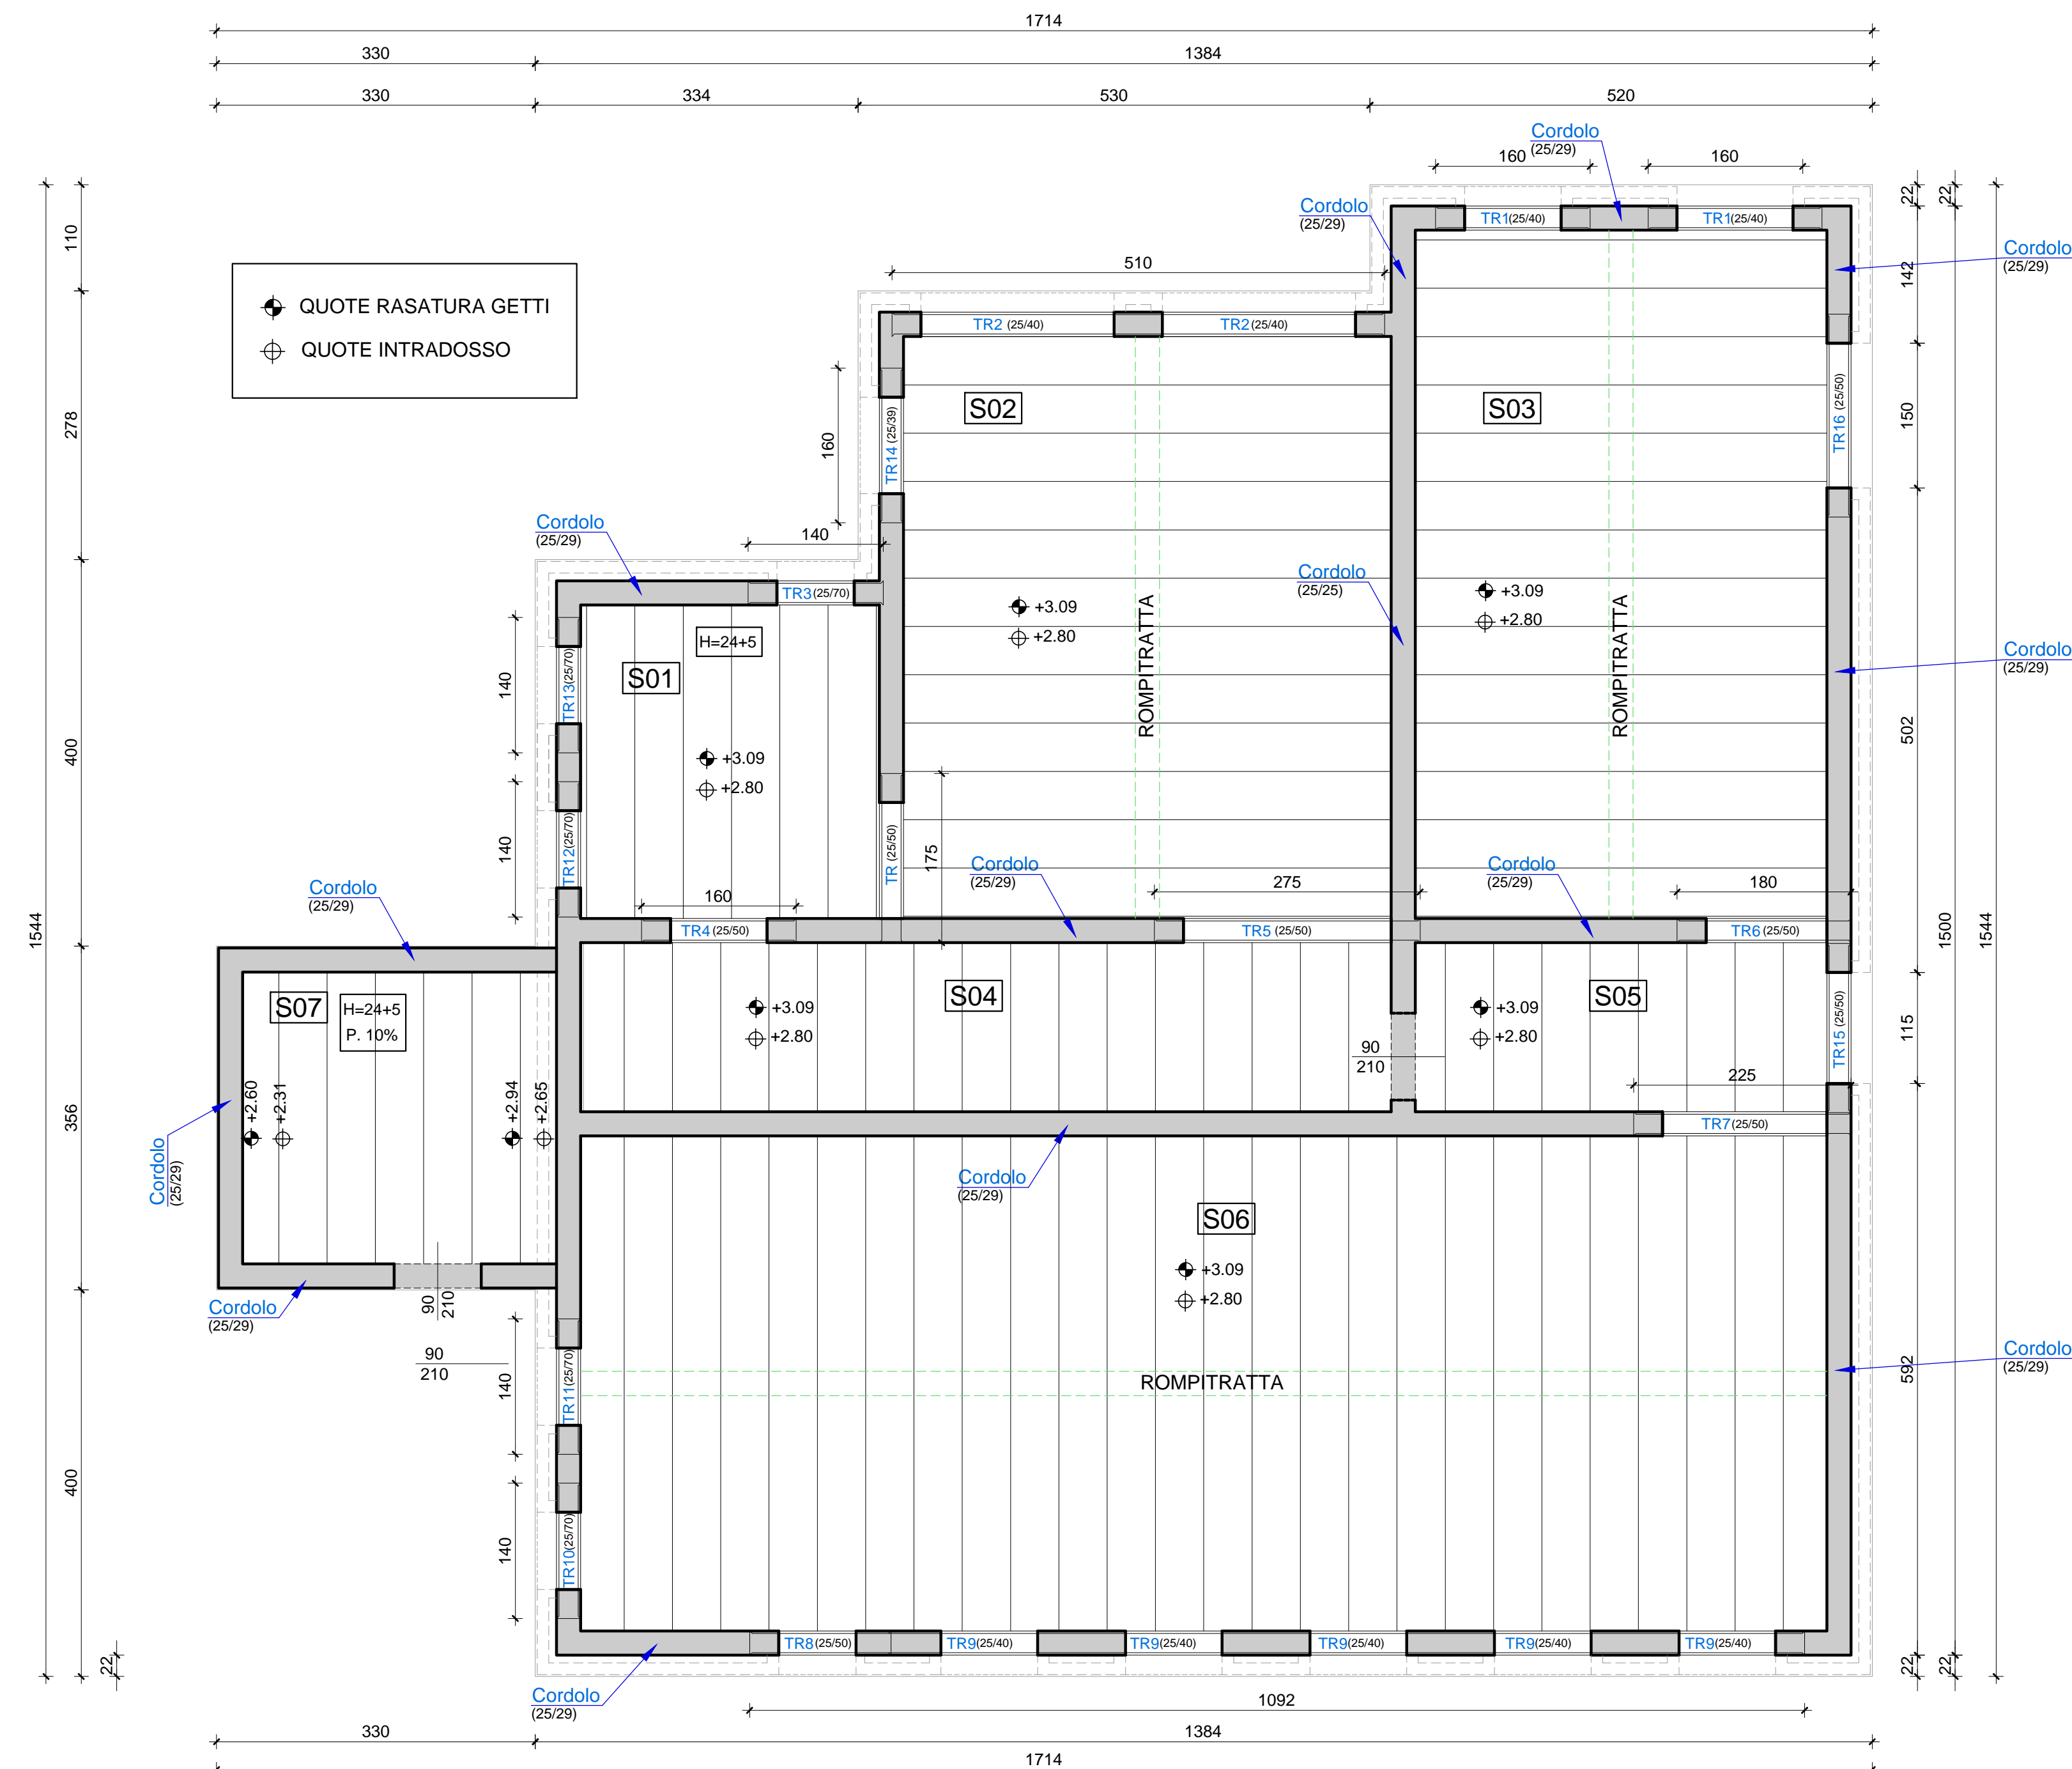 1714
330
1384
330
334
530
520
Cordolo
(25/29)
160
160
22
22
Cordolo
(25/29)
TR1(25/40)
TR1(25/40)
110
Cordolo
(25/29)
142
510
QUOTE RASATURA GETTI
QUOTE INTRADOSSO
TR2 (25/40)
TR2(25/40)
278
S02
S03
160
TR14 (25/39)
TR16 (25/50)
150
Cordolo
(25/29)
140
Cordolo
(25/25)
TR3(25/70)
+3.09
+2.80
ROMPITRATTA
+3.09
+2.80
ROMPITRATTA
H=24+5
S01
140
TR13(25/70)
Cordolo
(25/29)
400
502
+3.09
+2.80
140
TR12(25/70)
TR (25/50)
175
Cordolo
(25/29)
275
Cordolo
(25/29)
180
Cordolo
(25/29)
160
1544
TR4(25/50)
TR5 (25/50)
TR6(25/50)
1500
1544
S07
H=24+5
P. 10%
S04
S05
+3.09
+2.80
+3.09
+2.80
TR15 (25/50)
115
90
210
225
356
+2.60
+2.31
+2.94
+2.65
TR7(25/50)
Cordolo
(25/29)
Cordolo
(25/29)
S06
+3.09
+2.80
Cordolo
(25/29)
90
210
90
210
140
TR11(25/70)
ROMPITRATTA
Cordolo
(25/29)
592
400
140
TR10(25/70)
TR8(25/50)
TR9(25/40)
TR9(25/40)
TR9(25/40)
TR9(25/40)
TR9(25/40)
22
22
22
Cordolo
(25/29)
1092
330
1384
1714